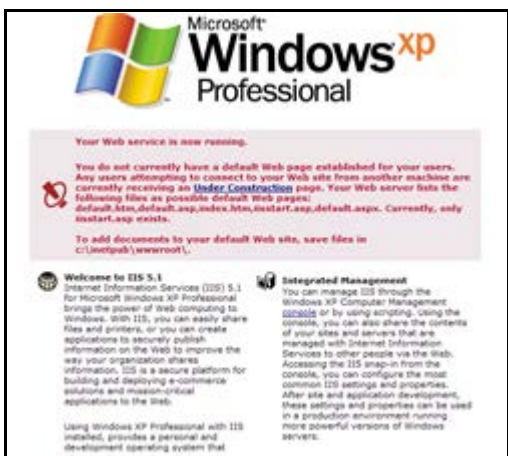 Microsoft
Windows xp
Professional
Your Web service is now running.
You do not currently have a default Web page established for your users.
Any users attempting to connect to your Web site from another machine are
currently receiving an Under Construction page. Your Web server lists the
following files as possible default Web pages:
default.htm,default.asp,index.htm,iisstart.asp,default.aspx. Currently, only
iisstart.asp exists.
To add documents to your default Web site, save files in
c:\inetpub\wwwroot\.
Welcome to IIS 5.1
Internet Information Services (IIS) 5.1
for Microsoft Windows XP Professional
brings the power of Web computing to
Windows. With IIS, you can easily share
files and printers, or you can create
applications to securely publish
information on the Web to improve the
way your organization shares
information. IIS is a secure platform for
building and deploying e-commerce
solutions and mission-critical
applications to the Web.
Using Windows XP Professional with IIS
installed, provides a personal and
development operating system that
Integrated Management
You can manage IIS through the
Windows XP Computer Management
console or by using scripting. Using the
console, you can also share the contents
of your sites and servers that are
managed with Internet Information
Services to other people via the Web.
Accessing the IIS snap-in from the
console, you can configure the most
common IIS settings and properties.
After site and application development,
these settings and properties can be used
in a production environment running
more powerful versions of Windows
servers.